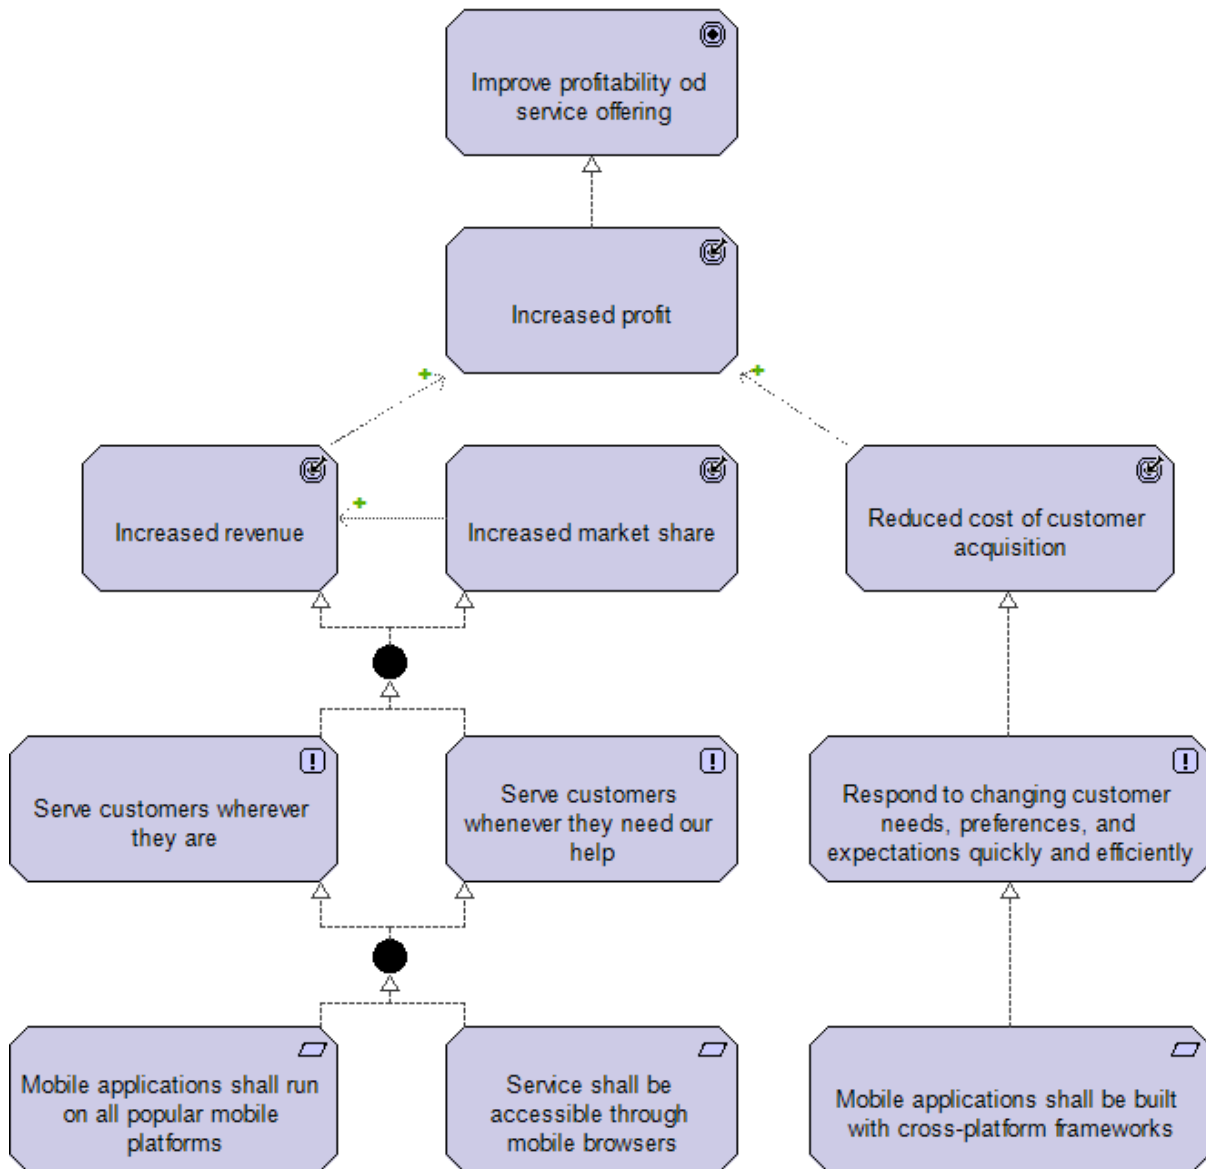 Improve profitability od
service offering
Increased profit
Increased revenue
Increased market share
Reduced cost of customer
acquisition
Serve customers wherever
they are
Serve customers
whenever they need our
help
Respond to changing customer
needs, preferences, and
expectations quickly and efficiently
Mobile applications shall run
on all popular mobile
platforms
Service shall be
accessible through
mobile browsers
Mobile applications shall be built
with cross-platform frameworks